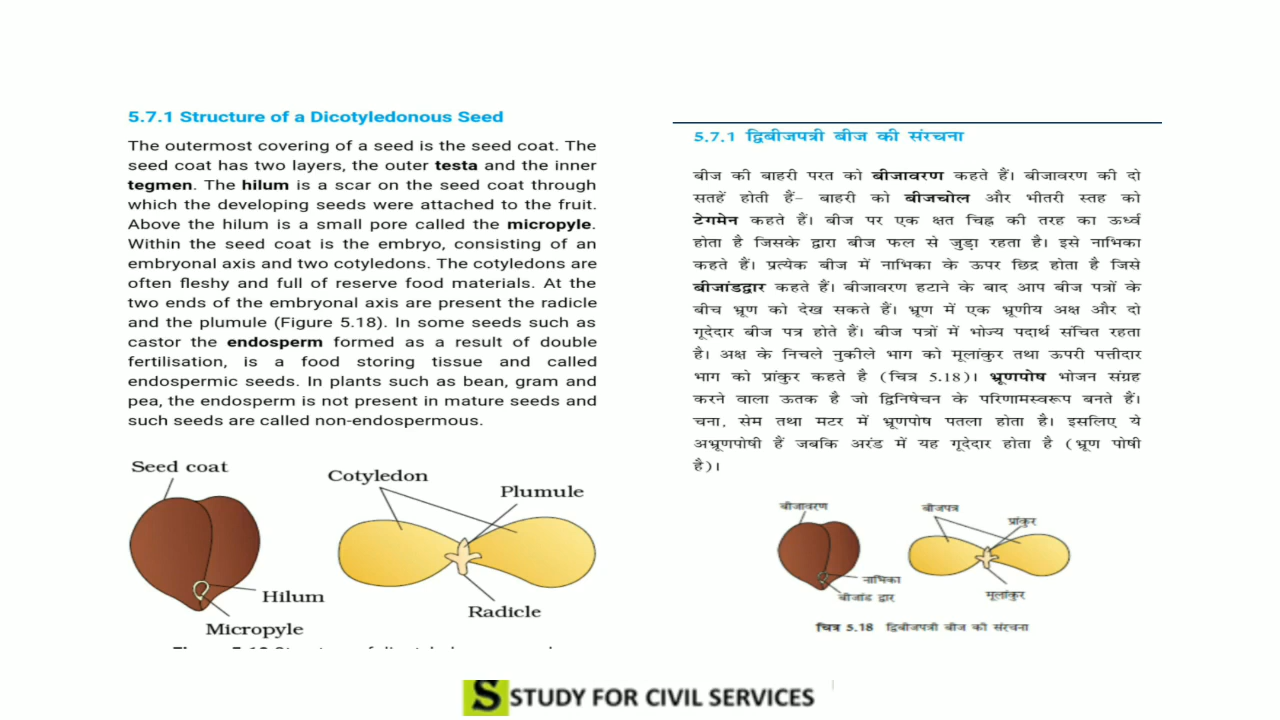 5.7.1 Structure of a Dicotyledonous Seed
The outermost covering of a seed is the seed coat. The
seed coat has two layers, the outer testa and the inner
tegmen. The hilum is a scar on the seed coat through
which the developing seeds were attached to the fruit.
Above the hilum is a small pore called the micropyle.
Within the seed coat is the embryo, consisting of an
embryonal axis and two cotyledons. The cotyledons are
often fleshy and full of reserve food materials. At the
two ends of the embryonal axis are present the radicle
and the plumule (Figure 5.18). In some seeds such as
castor the endosperm formed as a result of double
fertilisation, is a food storing tissue and called
endospermic seeds. In plants such as bean, gram and
pea, the endosperm is not present in mature seeds and
such seeds are called non-endospermous.
Seed coat
Cotyledon
Plumule
Hilum
Radicle
Micropyle
5.7.1 द्विबीजपत्री बीज की संरचना
बीज की बाहरी परत को बीजावरण कहते हैं। बीजावरण की दो
सतहें होती हैं- बाहरी को बीजचोल और भीतरी स्तह को
टेगमेन कहते हैं। बीज पर एक क्षत चिह्न की तरह का ऊर्ध्व
होता है जिसके द्वारा बीज फल से जुड़ा रहता है। इसे नाभिका
कहते हैं। प्रत्येक बीज में नाभिका के ऊपर छिद्र होता है जिसे
बीजांडद्वार कहते हैं। बीजावरण हटाने के बाद आप बीज पत्रों के
बीच भ्रूण को देख सकते हैं। भ्रूण में एक भ्रूणीय अक्ष और दो
गूदेदार बीज पत्र होते हैं। बीज पत्रों में भोज्य पदार्थ संचित रहता
है। अक्ष के निचले नुकीले भाग को मूलांकुर तथा ऊपरी पत्तीदार
भाग को प्रांकुर कहते है (चित्र 5.18)। भ्रूणपोष भोजन संग्रह
करने वाला ऊतक है जो द्विनिषेचन के परिणामस्वरूप बनते हैं।
चना, सेम तथा मटर में भ्रूणपोष पतला होता है। इसलिए ये
अभ्रूणपोषी हैं जबकि अरंड में यह गूदेदार होता है (भ्रूण पोषी
है)।
बीजावरण
बीजपत्र
प्रांकुर
नाभिका
बीजांड द्वार
मूलांकुर
चित्र 5.18 द्विबीजपत्री बीज की संरचना
S STUDY FOR CIVIL SERVICES